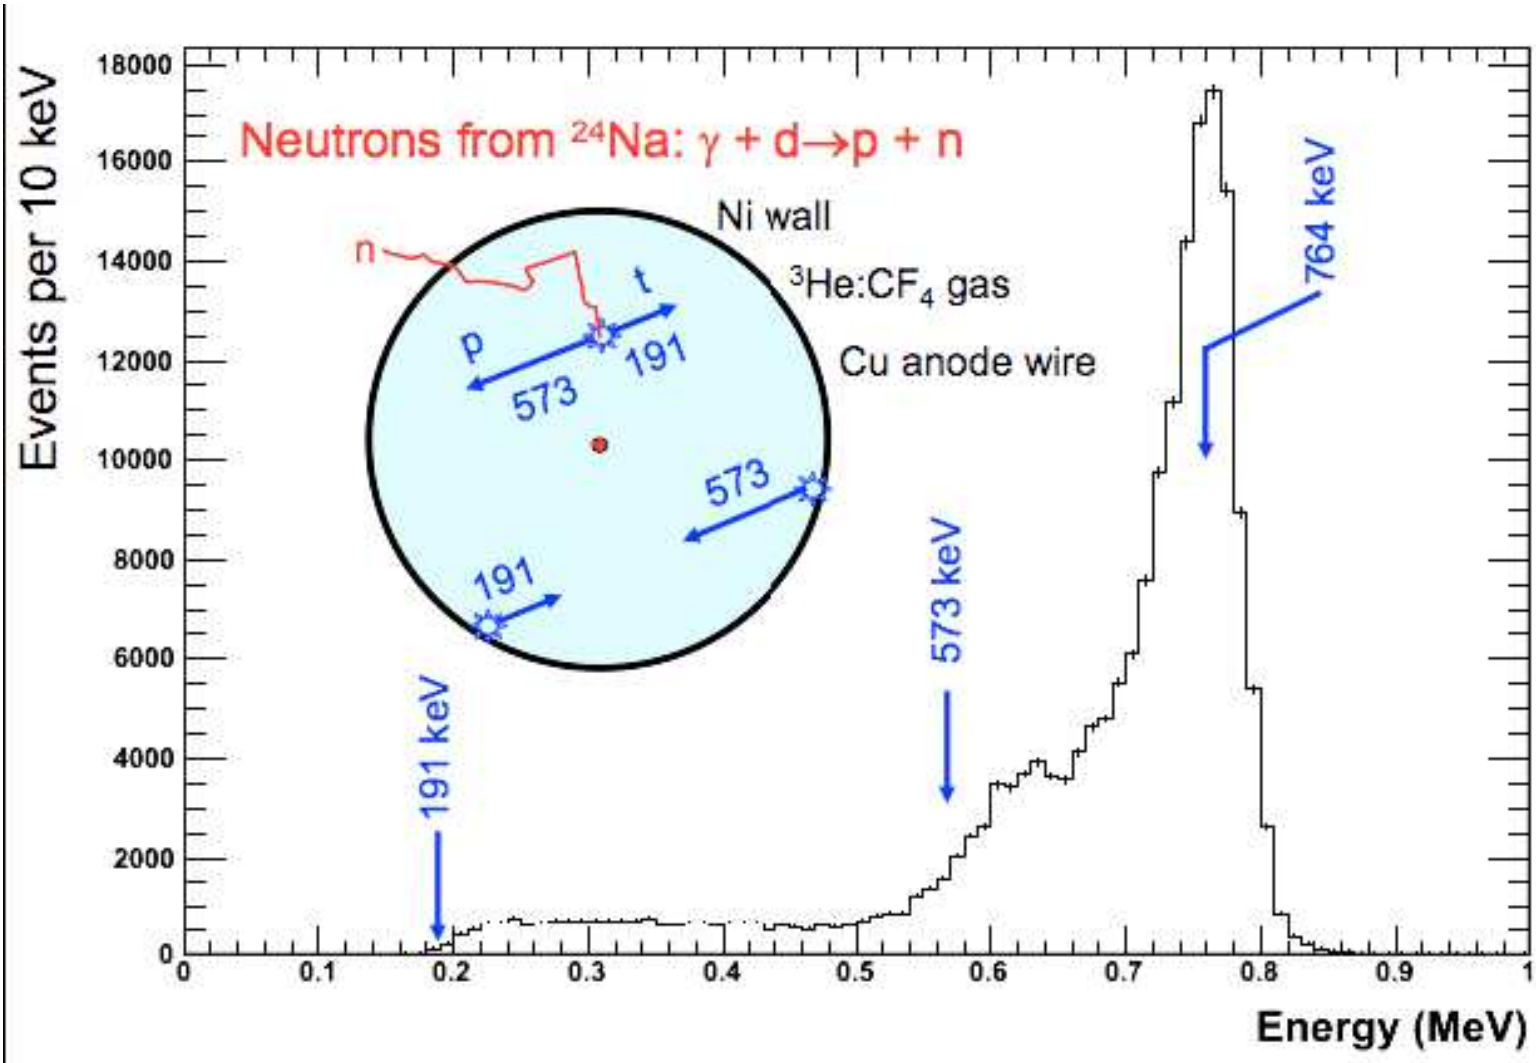 Events per 10 keV
18000
16000
14000
12000
10000
8000
6000
4000
2000
0
Neutrons from ²⁴Na: γ + d→p + n
Ni wall
³He:CF₄ gas
Cu anode wire
n
t
p
191
573
573
191
764 keV
573 keV
191 keV
0 0.1 0.2 0.3 0.4 0.5 0.6 0.7 0.8 0.9 1
Energy (MeV)